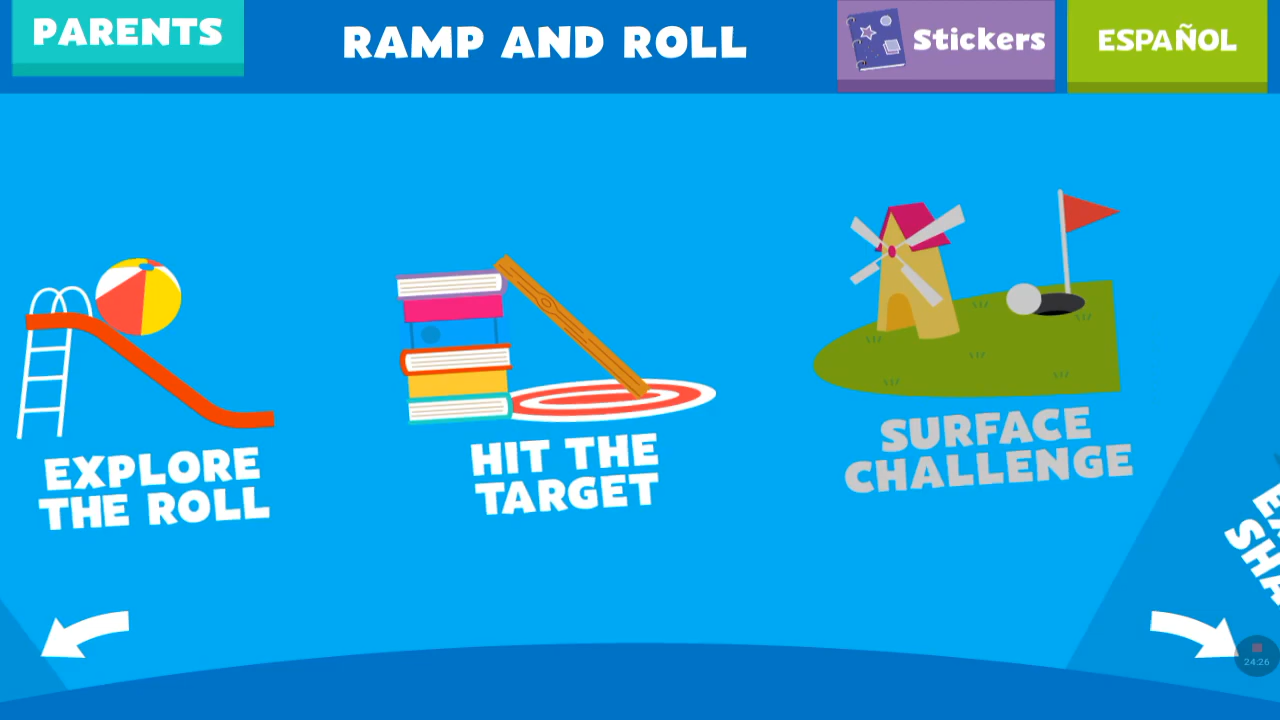 PARENTS
RAMP AND ROLL
Stickers
ESPAÑOL
EXPLORE
THE ROLL
HIT THE
TARGET
SURFACE
CHALLENGE
24:26